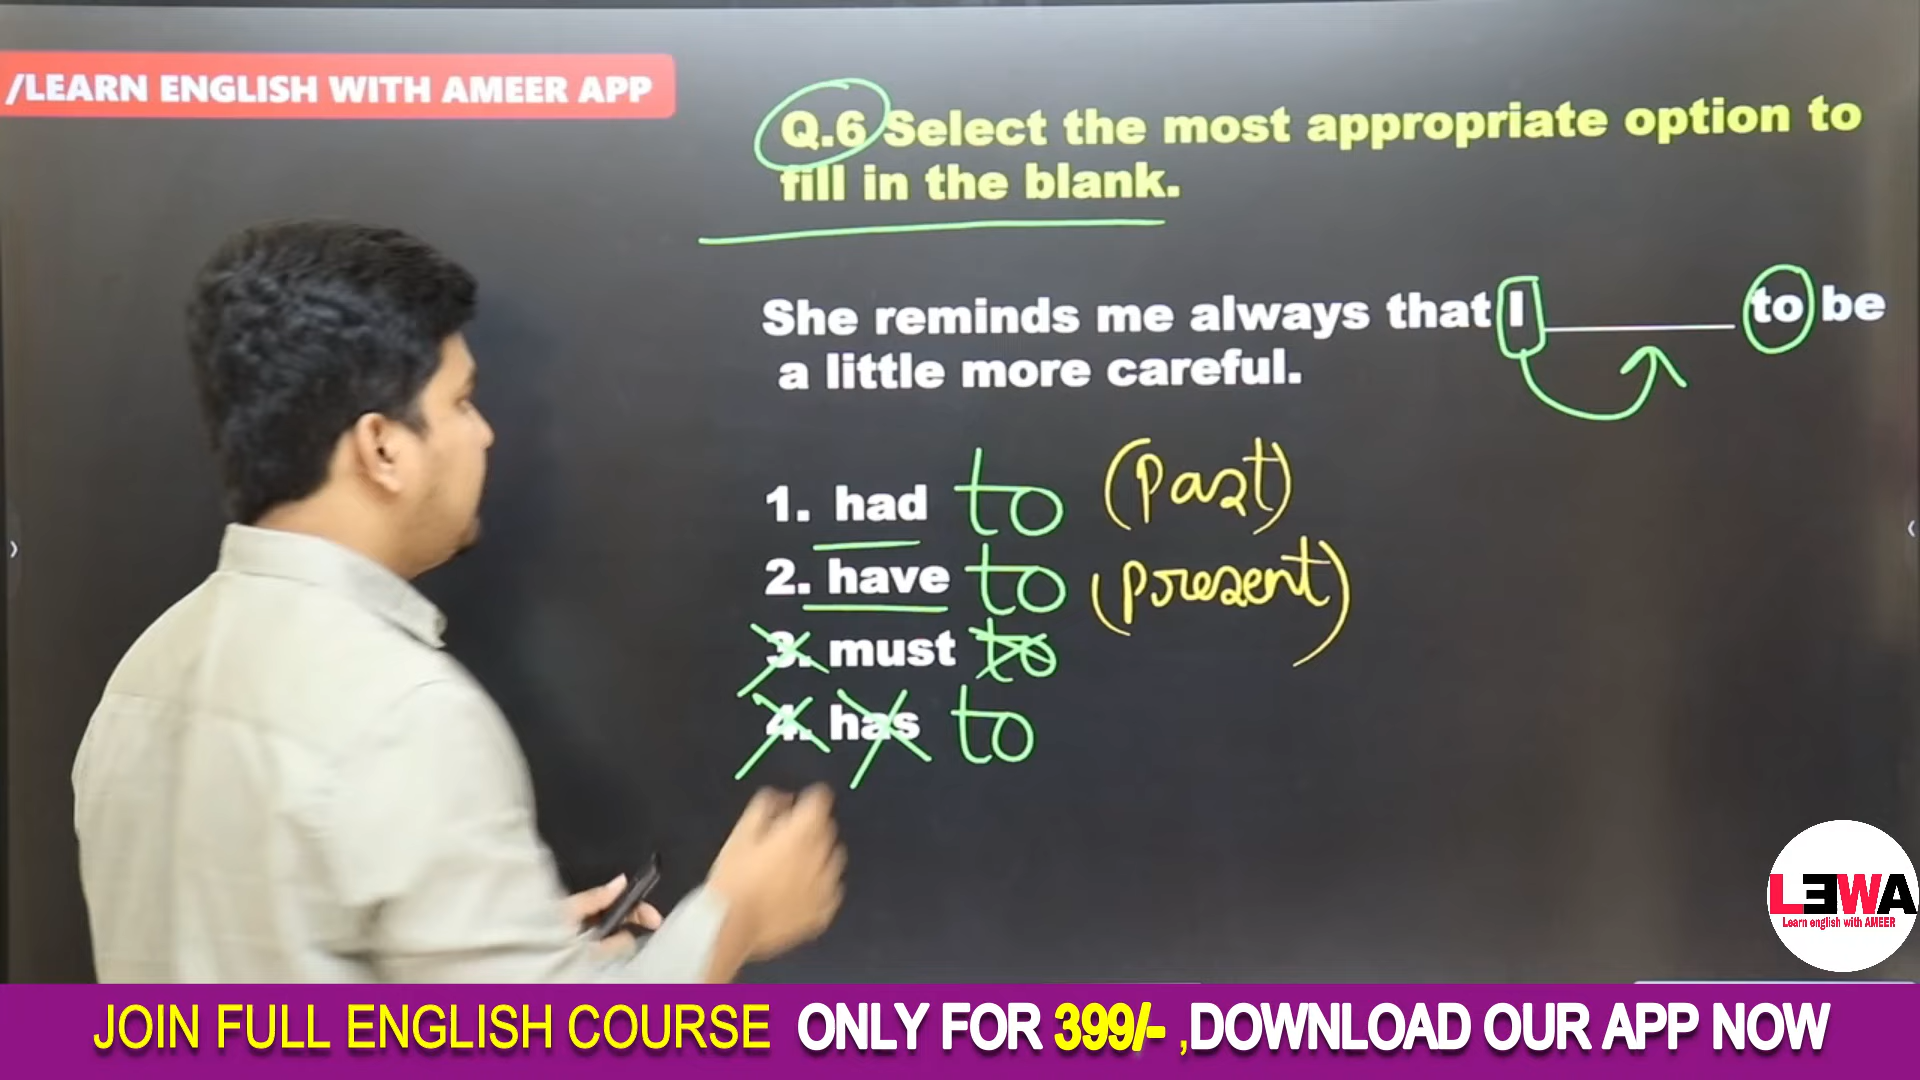 /LEARN ENGLISH WITH AMEER APP
Q.6 Select the most appropriate option to
fill in the blank.
She reminds me always that I ________ to be
a little more careful.
1. had to (past)
2. have to (present)
3. must to
4. has to
LEWA
Learn english with AMEER
JOIN FULL ENGLISH COURSE ONLY FOR 399/- ,DOWNLOAD OUR APP NOW